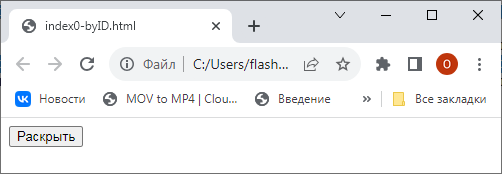 index0-byID.html
Файл C:/Users/flash... О
Новости MOV to MP4 | Clou... Введение » Все закладки
Раскрыть